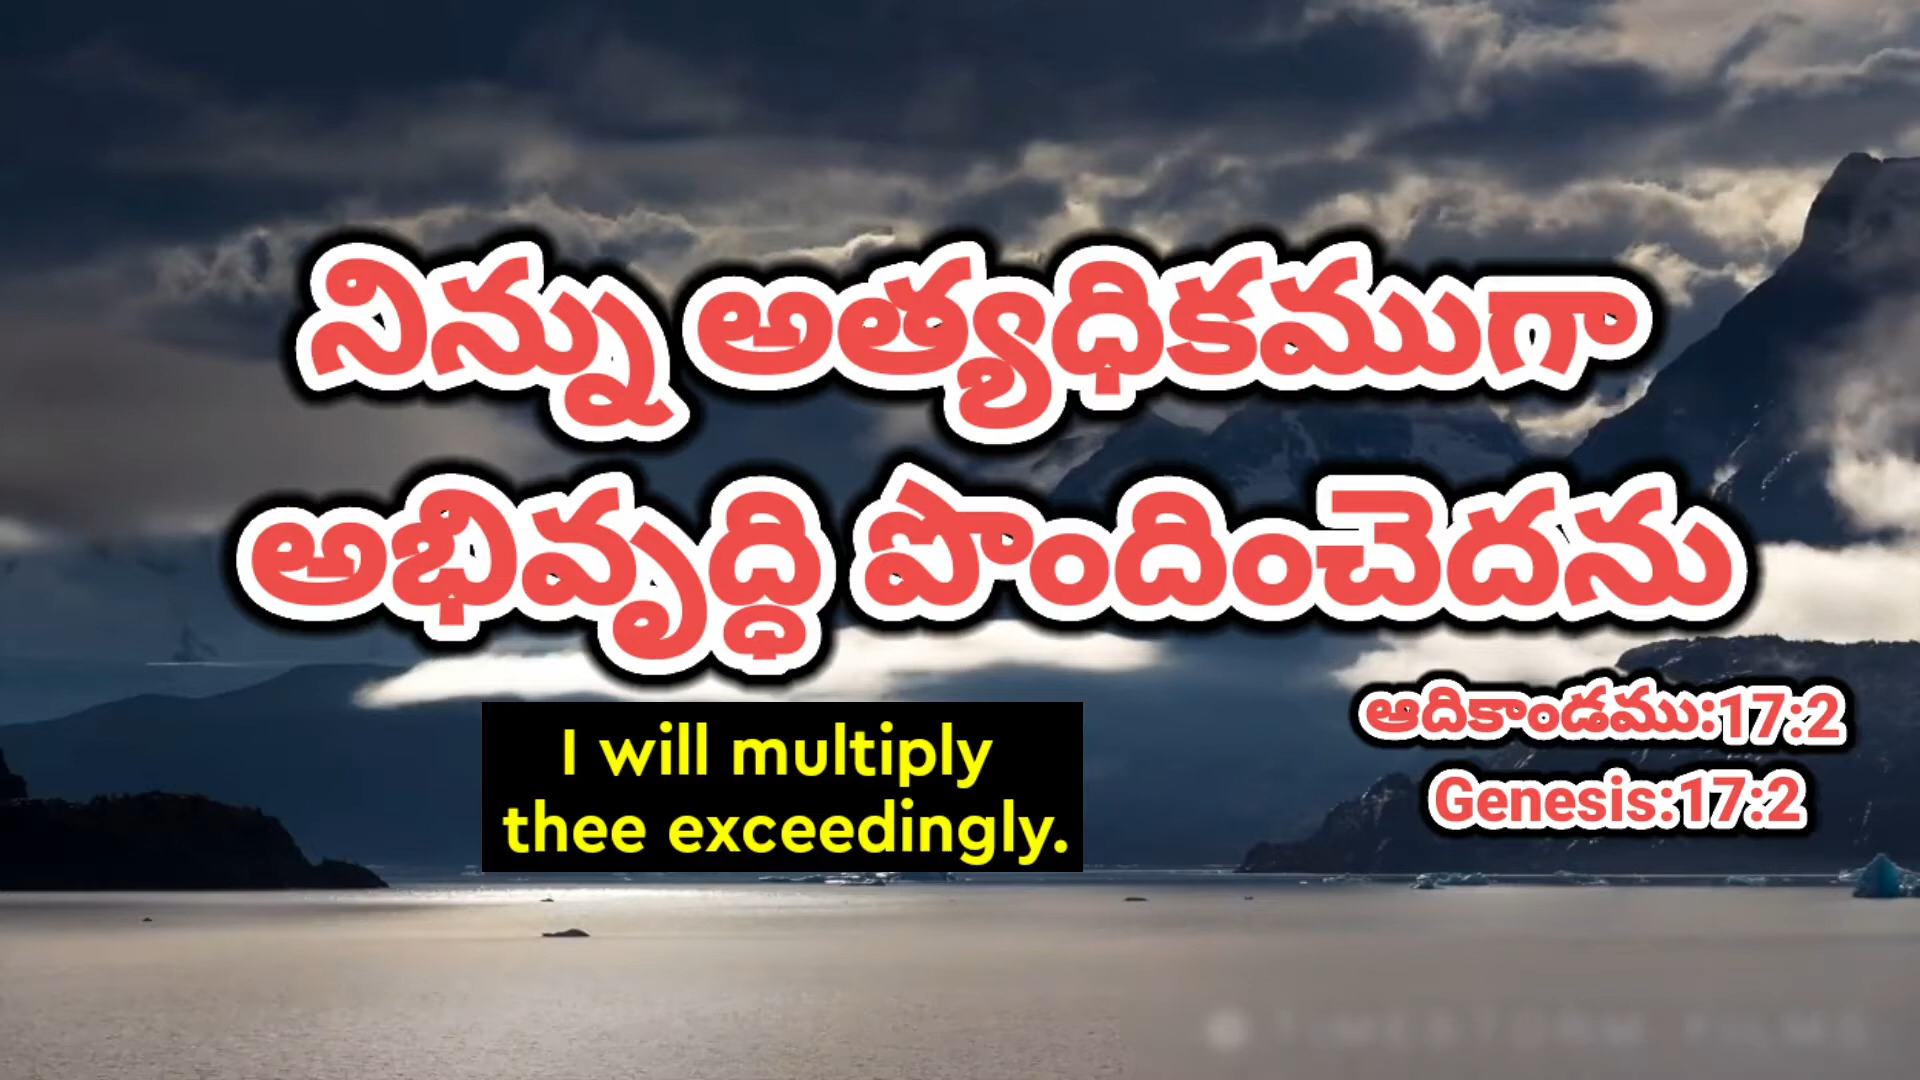 నిన్ను అత్యధికముగా
అభివృద్ధి పొందించెదను
ఆదికాండము:17:2
Genesis:17:2
I will multiply
thee exceedingly.